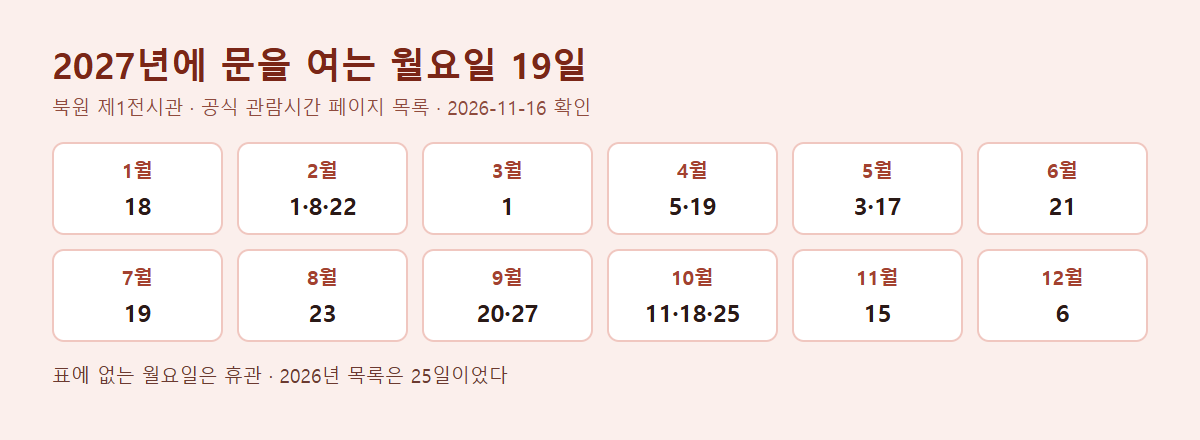 2027년에 문을 여는 월요일 19일
북원 제1전시관 · 공식 관람시간 페이지 목록 · 2026-11-16 확인
1월
18
2월
1·8·22
3월
1
4월
5·19
5월
3·17
6월
21
7월
19
8월
23
9월
20·27
10월
11·18·25
11월
15
12월
6
표에 없는 월요일은 휴관 · 2026년 목록은 25일이었다